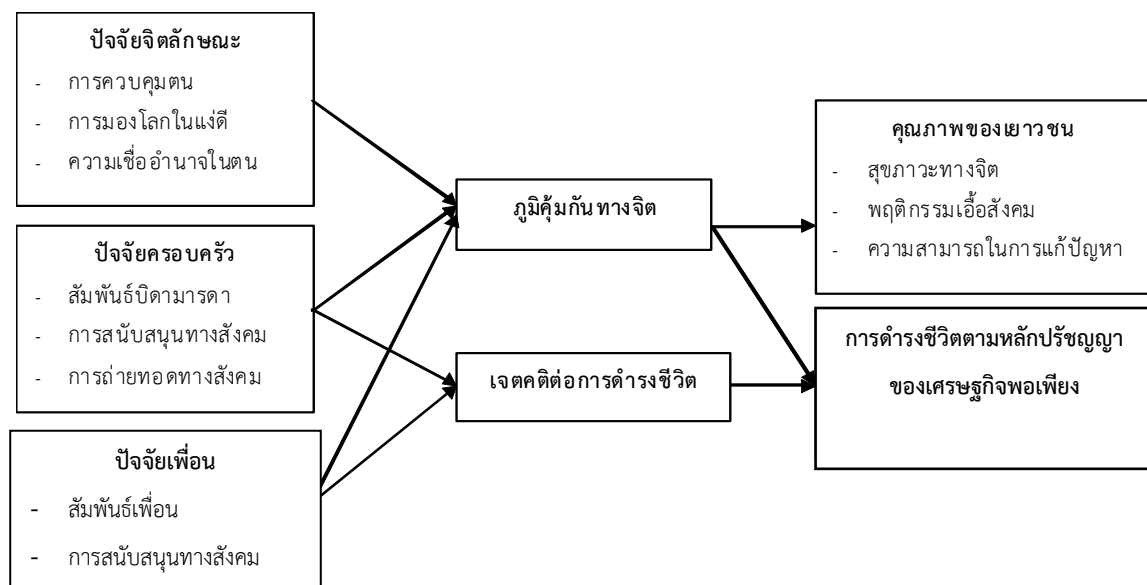 ปัจจัยจิตลักษณะ
- การควบคุมตน
- การมองโลกในแง่ดี
- ความเชื่ออำนาจในตน
ปัจจัยครอบครัว
- สัมพันธ์บิดามารดา
- การสนับสนุนทางสังคม
- การถ่ายทอดทางสังคม
ปัจจัยเพื่อน
- สัมพันธ์เพื่อน
- การสนับสนุนทางสังคม
ภูมิคุ้มกันทางจิต
เจตคติต่อการดำรงชีวิต
คุณภาพของเยาวชน
- สุขภาวะทางจิต
- พฤติกรรมเอื้อสังคม
- ความสามารถในการแก้ปัญหา
การดำรงชีวิตตามหลักปรัชญญา
ของเศรษฐกิจพอเพียง